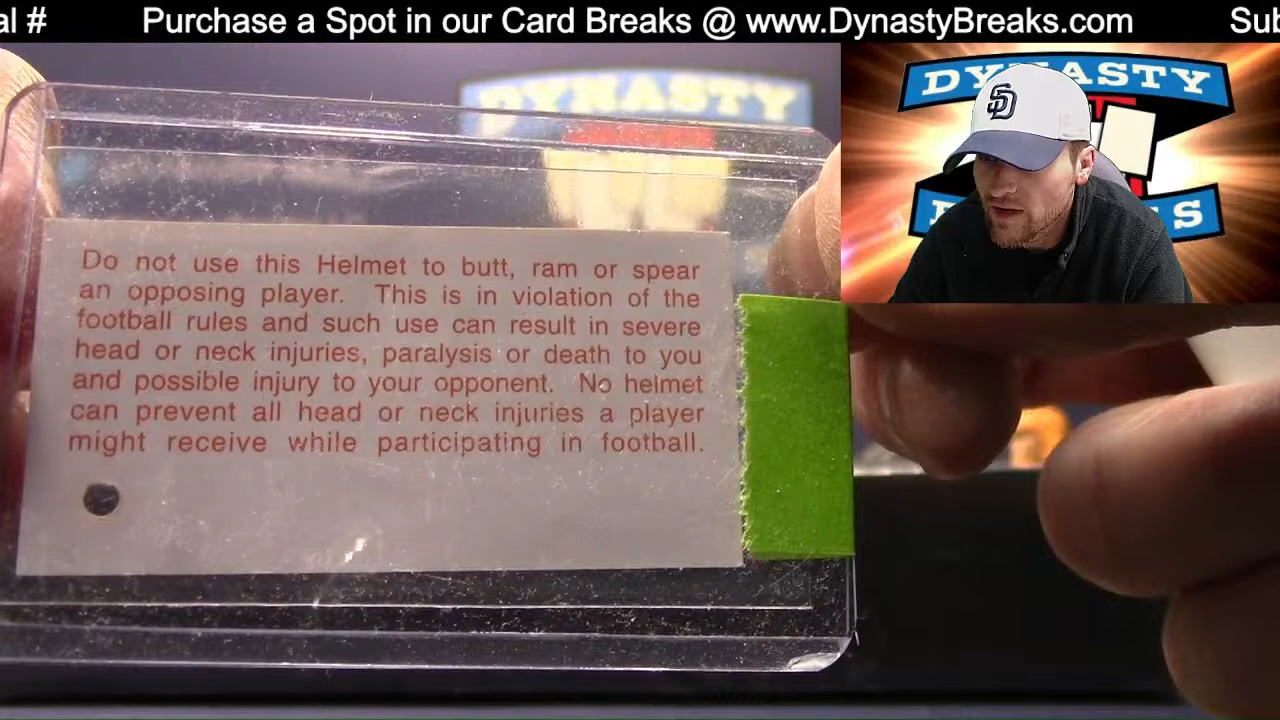 al #
Purchase a Spot in our Card Breaks @ www.DynastyBreaks.com
Sub
DYNASTY
DYNASTY
S
SD
Do not use this Helmet to butt, ram or spear
an opposing player. This is in violation of the
football rules and such use can result in severe
head or neck injuries, paralysis or death to you
and possible injury to your opponent. No helmet
can prevent all head or neck injuries a player
might receive while participating in football.